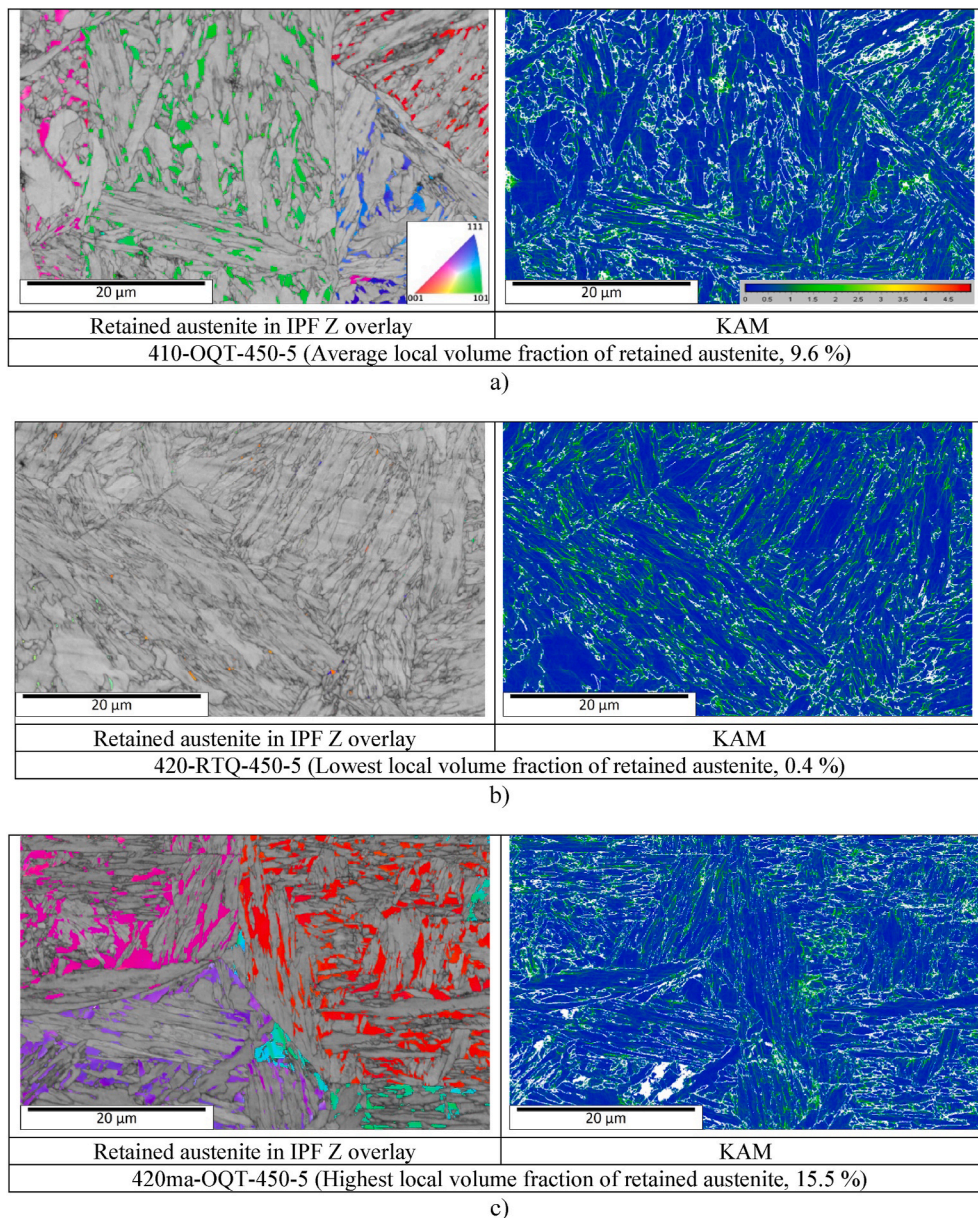 111
001 101
20 µm
0 0.5 1 1.5 2 2.5 3 3.5 4 4.5
Retained austenite in IPF Z overlay KAM
410-OQT-450-5 (Average local volume fraction of retained austenite, 9.6 %)
a)
20 µm
Retained austenite in IPF Z overlay KAM
420-RTQ-450-5 (Lowest local volume fraction of retained austenite, 0.4 %)
b)
20 µm 20 µm
Retained austenite in IPF Z overlay KAM
420ma-OQT-450-5 (Highest local volume fraction of retained austenite, 15.5 %)
c)